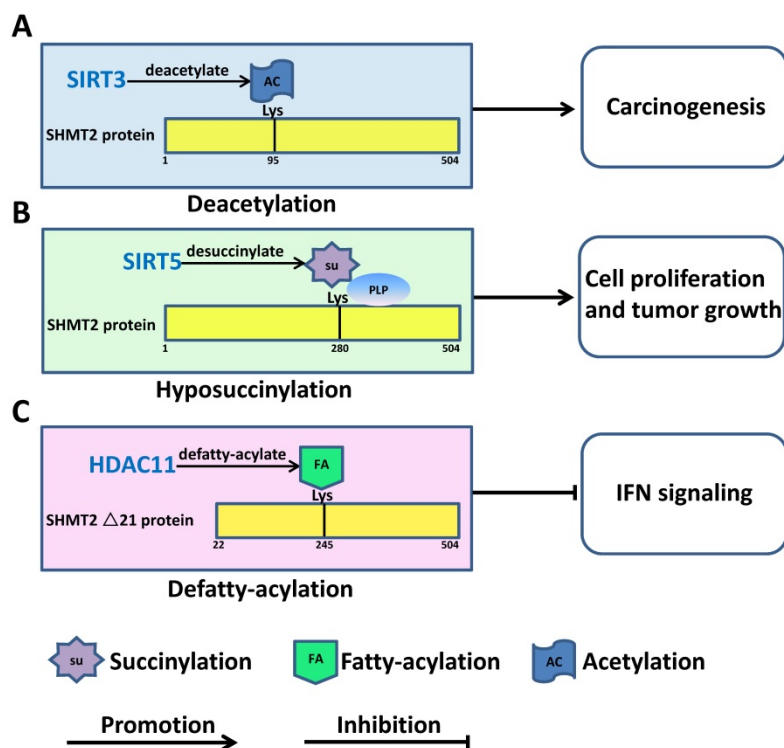 A
SIRT3
deacetylate
AC
Lys
SHMT2 protein
1
95
504
Deacetylation
Carcinogenesis
B
SIRT5
desuccinylate
su
PLP
Lys
SHMT2 protein
1
280
504
Hyposuccinylation
Cell proliferation
and tumor growth
C
HDAC11
defatty-acylate
FA
Lys
SHMT2 △21 protein
22
245
504
Defatty-acylation
IFN signaling
su
Succinylation
FA
Fatty-acylation
AC
Acetylation
Promotion
Inhibition